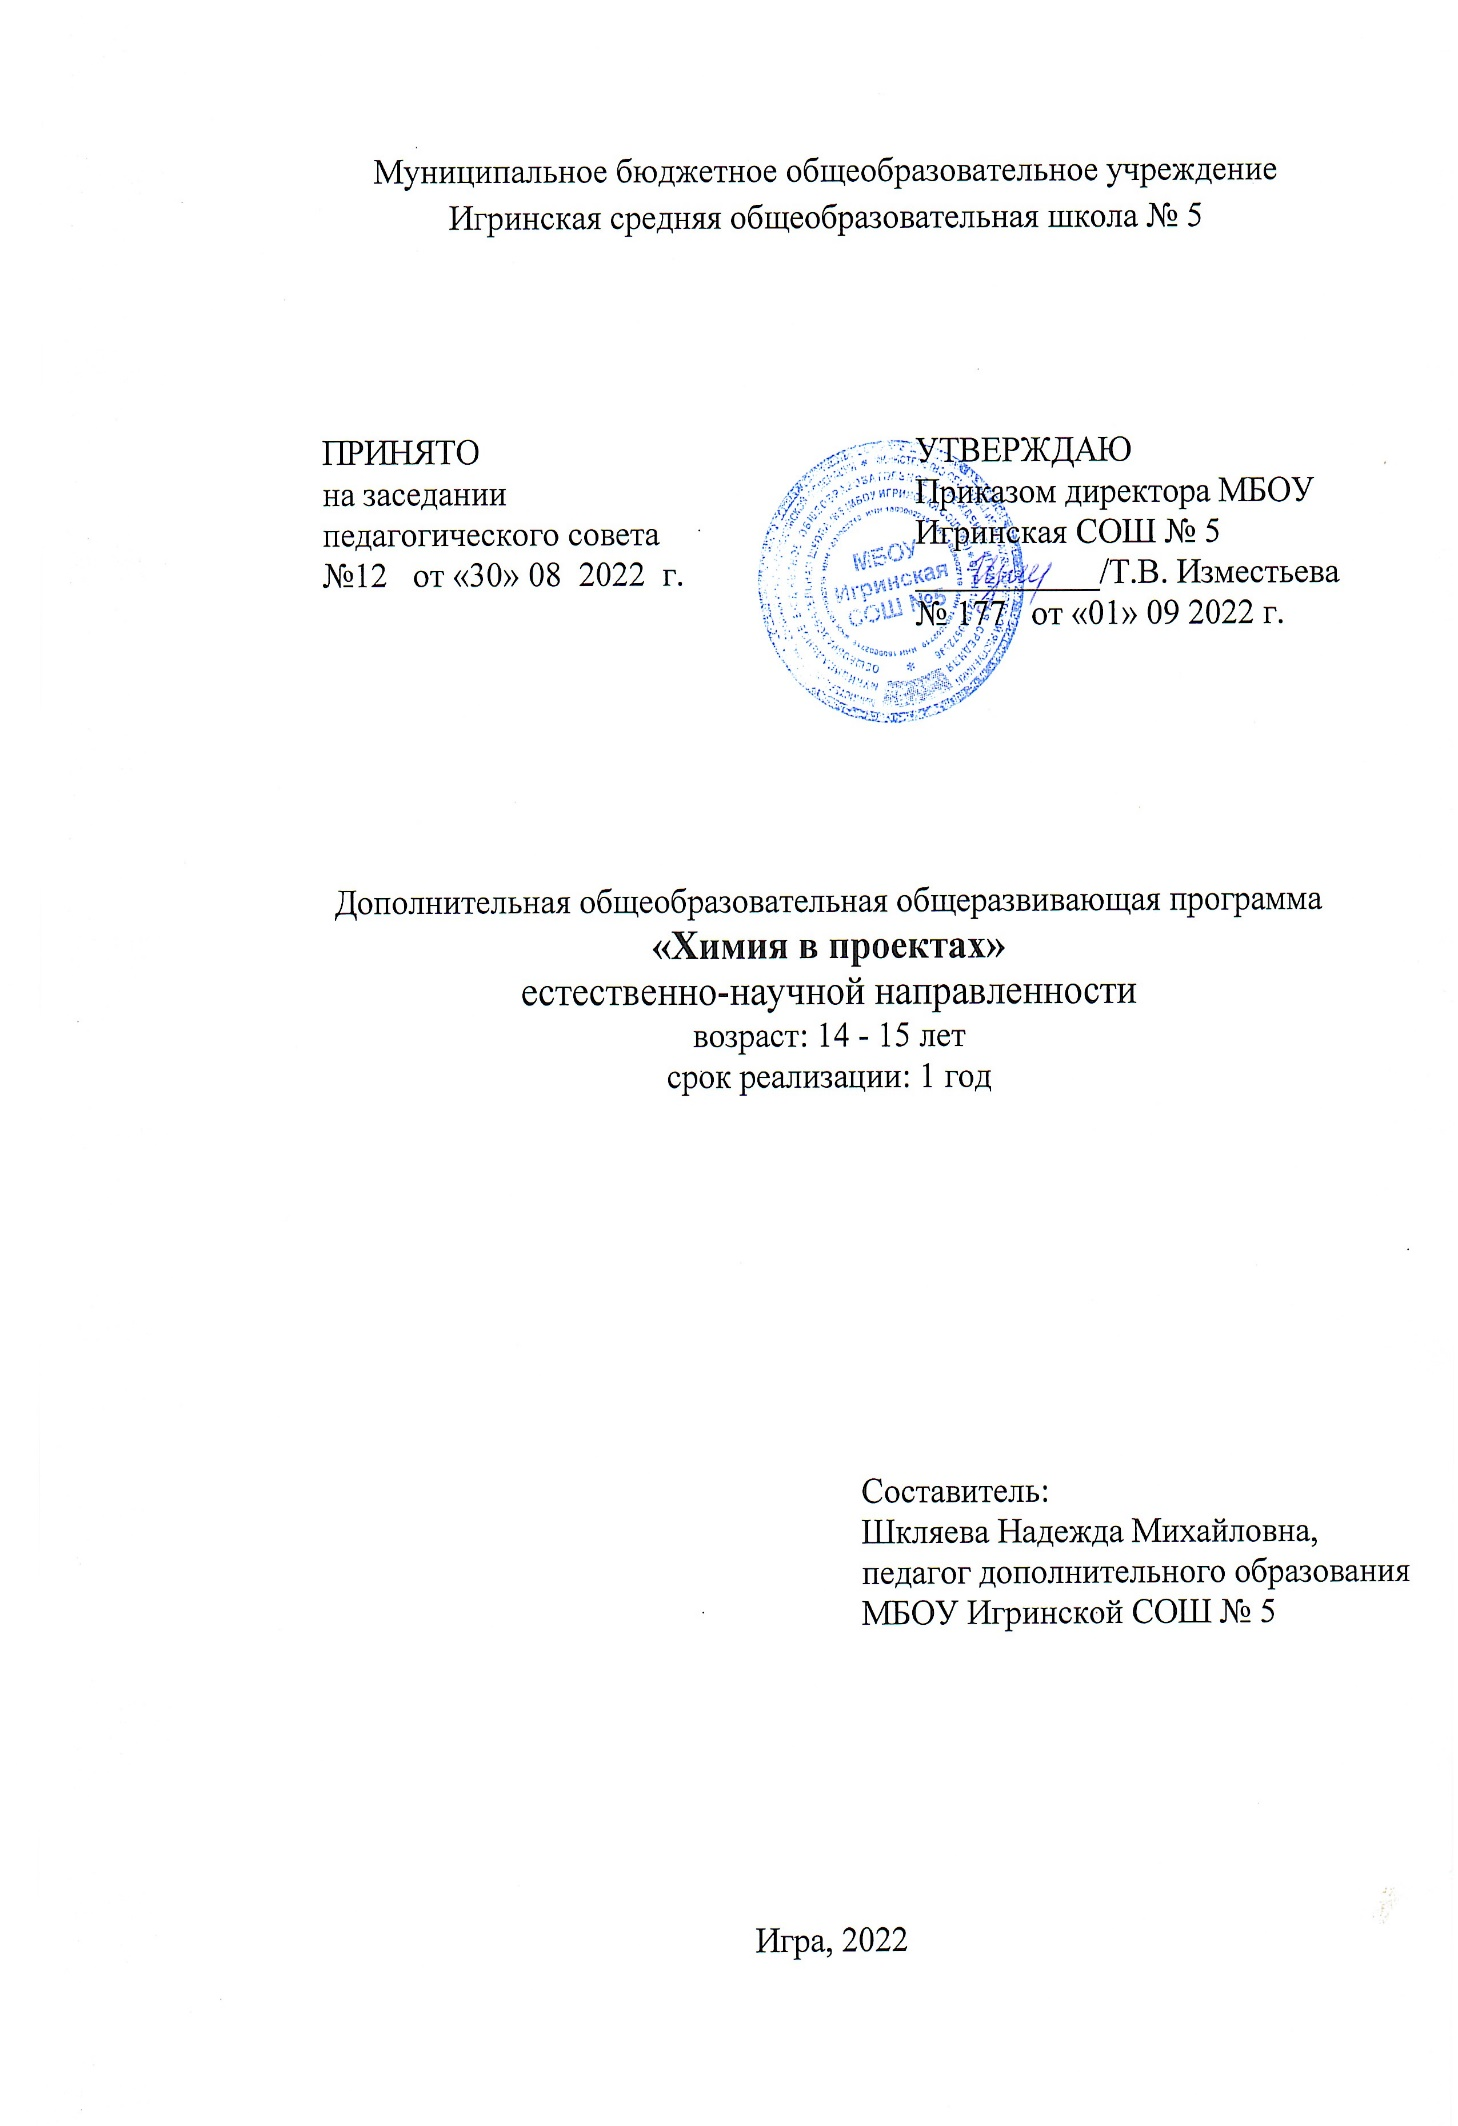 Муниципальное бюджетное общеобразовательное учреждение
Игринская средняя общеобразовательная школа № 5
ПРИНЯТО
на заседании
педагогического совета
№12 от «30» 08 2022 г.
УТВЕРЖДАЮ
Приказом директора МБОУ
Игринская СОШ № 5
/Т.В. Изместьева
№ 177 от «01» 09 2022 г.
МБОУ
Игринская
СОШ №5
Дополнительная общеобразовательная общеразвивающая программа
«Химия в проектах»
естественно-научной направленности
возраст: 14 - 15 лет
срок реализации: 1 год
Составитель:
Шкляева Надежда Михайловна,
педагог дополнительного образования
МБОУ Игринской СОШ № 5
Игра, 2022